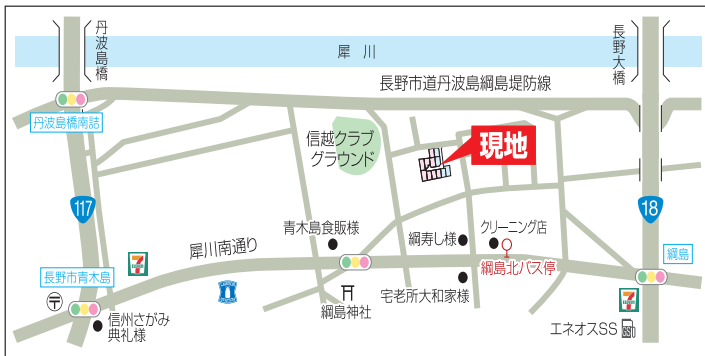 丹波島橋
犀川
長野大橋
長野市道丹波島綱島堤防線
丹波島橋南詰
信越クラブ
グラウンド
現地
117
18
青木島食販様
綱寿し様
クリーニング店
犀川南通り
綱島北バス停
綱島
長野市青木島
7
ELEVEN
綱島神社
宅老所大和家様
7
ELEVEN
信州さがみ
典礼様
エネオスSS